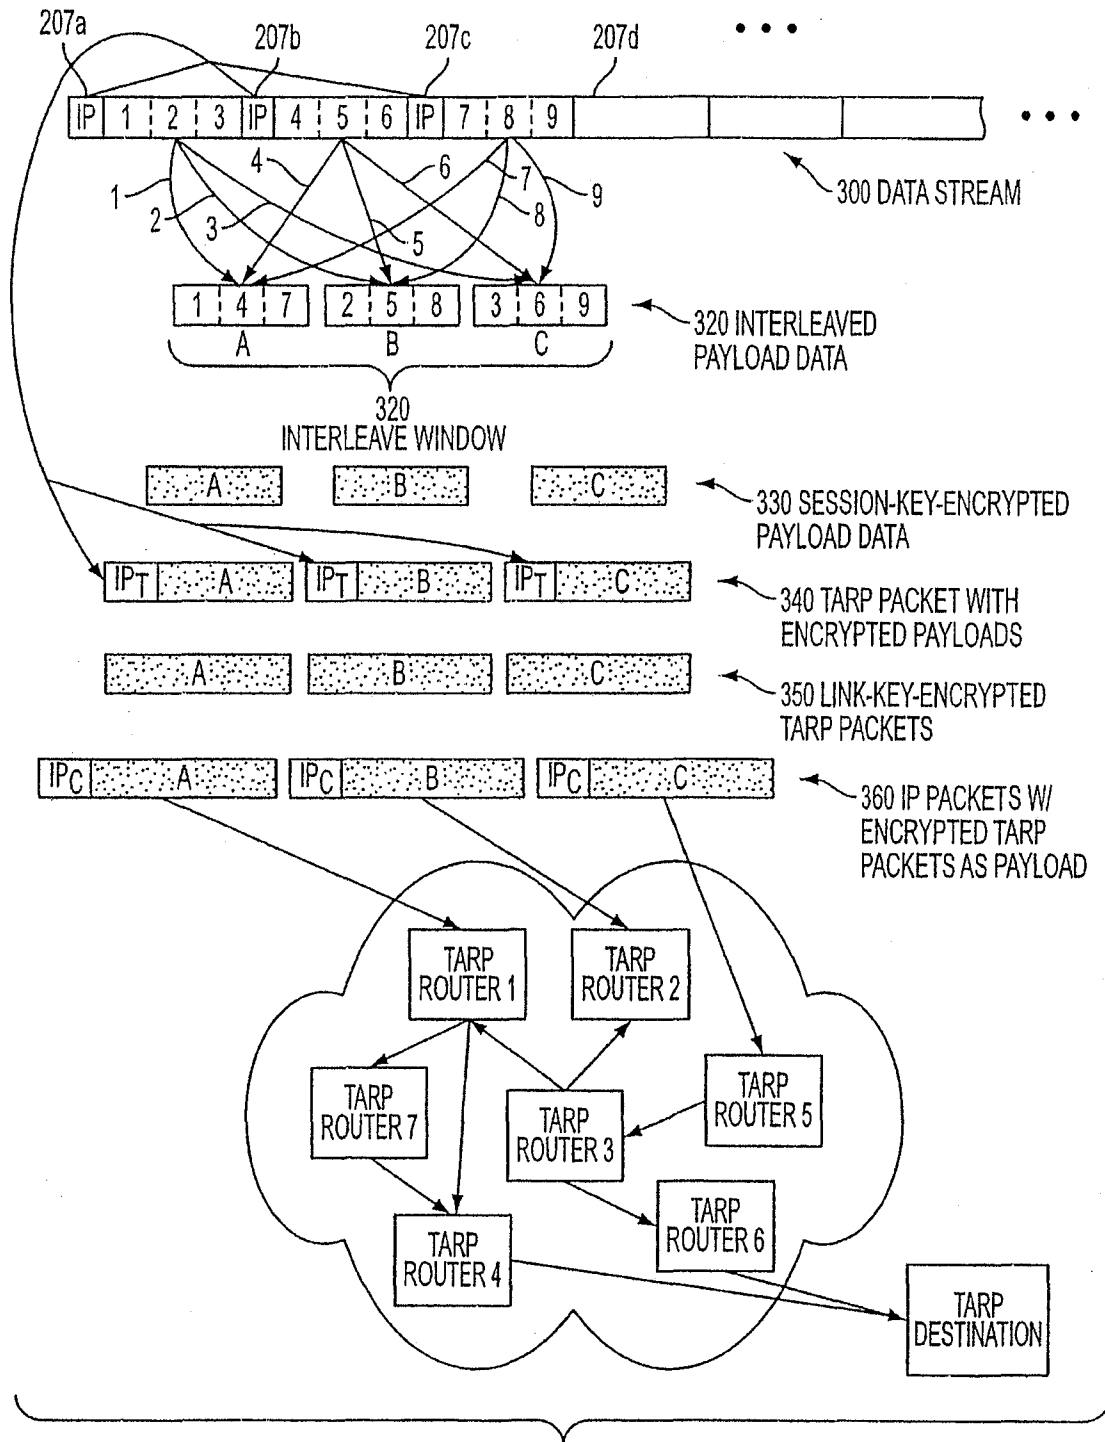 207a
207b
207c
207d
• • •
IP 1 2 3 IP 4 5 6 IP 7 8 9
• • •
300 DATA STREAM
1
2
3
4
5
6
7
8
9
1 4 7
2 5 8
3 6 9
A
B
C
320 INTERLEAVED
PAYLOAD DATA
320
INTERLEAVE WINDOW
A
B
C
330 SESSION-KEY-ENCRYPTED
PAYLOAD DATA
IPT A
IPT B
IPT C
340 TARP PACKET WITH
ENCRYPTED PAYLOADS
A
B
C
350 LINK-KEY-ENCRYPTED
TARP PACKETS
IPC A
IPC B
IPC C
360 IP PACKETS W/
ENCRYPTED TARP
PACKETS AS PAYLOAD
TARP
ROUTER 1
TARP
ROUTER 2
TARP
ROUTER 7
TARP
ROUTER 3
TARP
ROUTER 5
TARP
ROUTER 4
TARP
ROUTER 6
TARP
DESTINATION